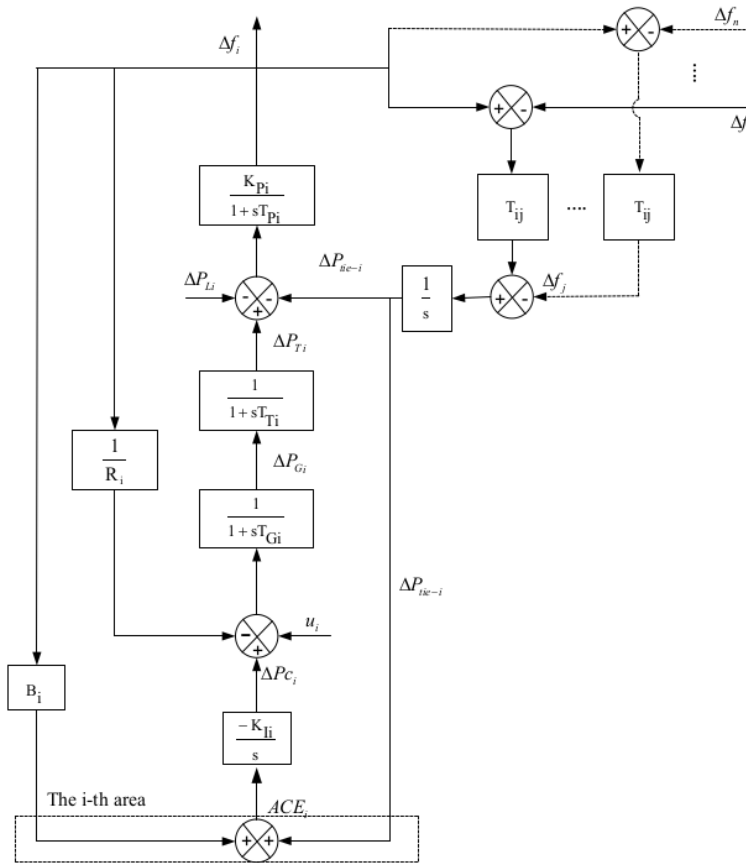 Δf_n
+ -
Δf_i
....
+ -
Δf
K_Pi
1 + sT_Pi
T_ij
....
T_ij
ΔP_tie-i
ΔP_Li
- -
+
1
s
Δf_j
+ -
ΔP_Ti
1
1 + sT_Ti
1
R_i
ΔP_Gi
1
1 + sT_Gi
ΔP_tie-i
u_i
-
+
ΔPc_i
B_i
- K_Ii
s
The i-th area
ACE_i
+ +